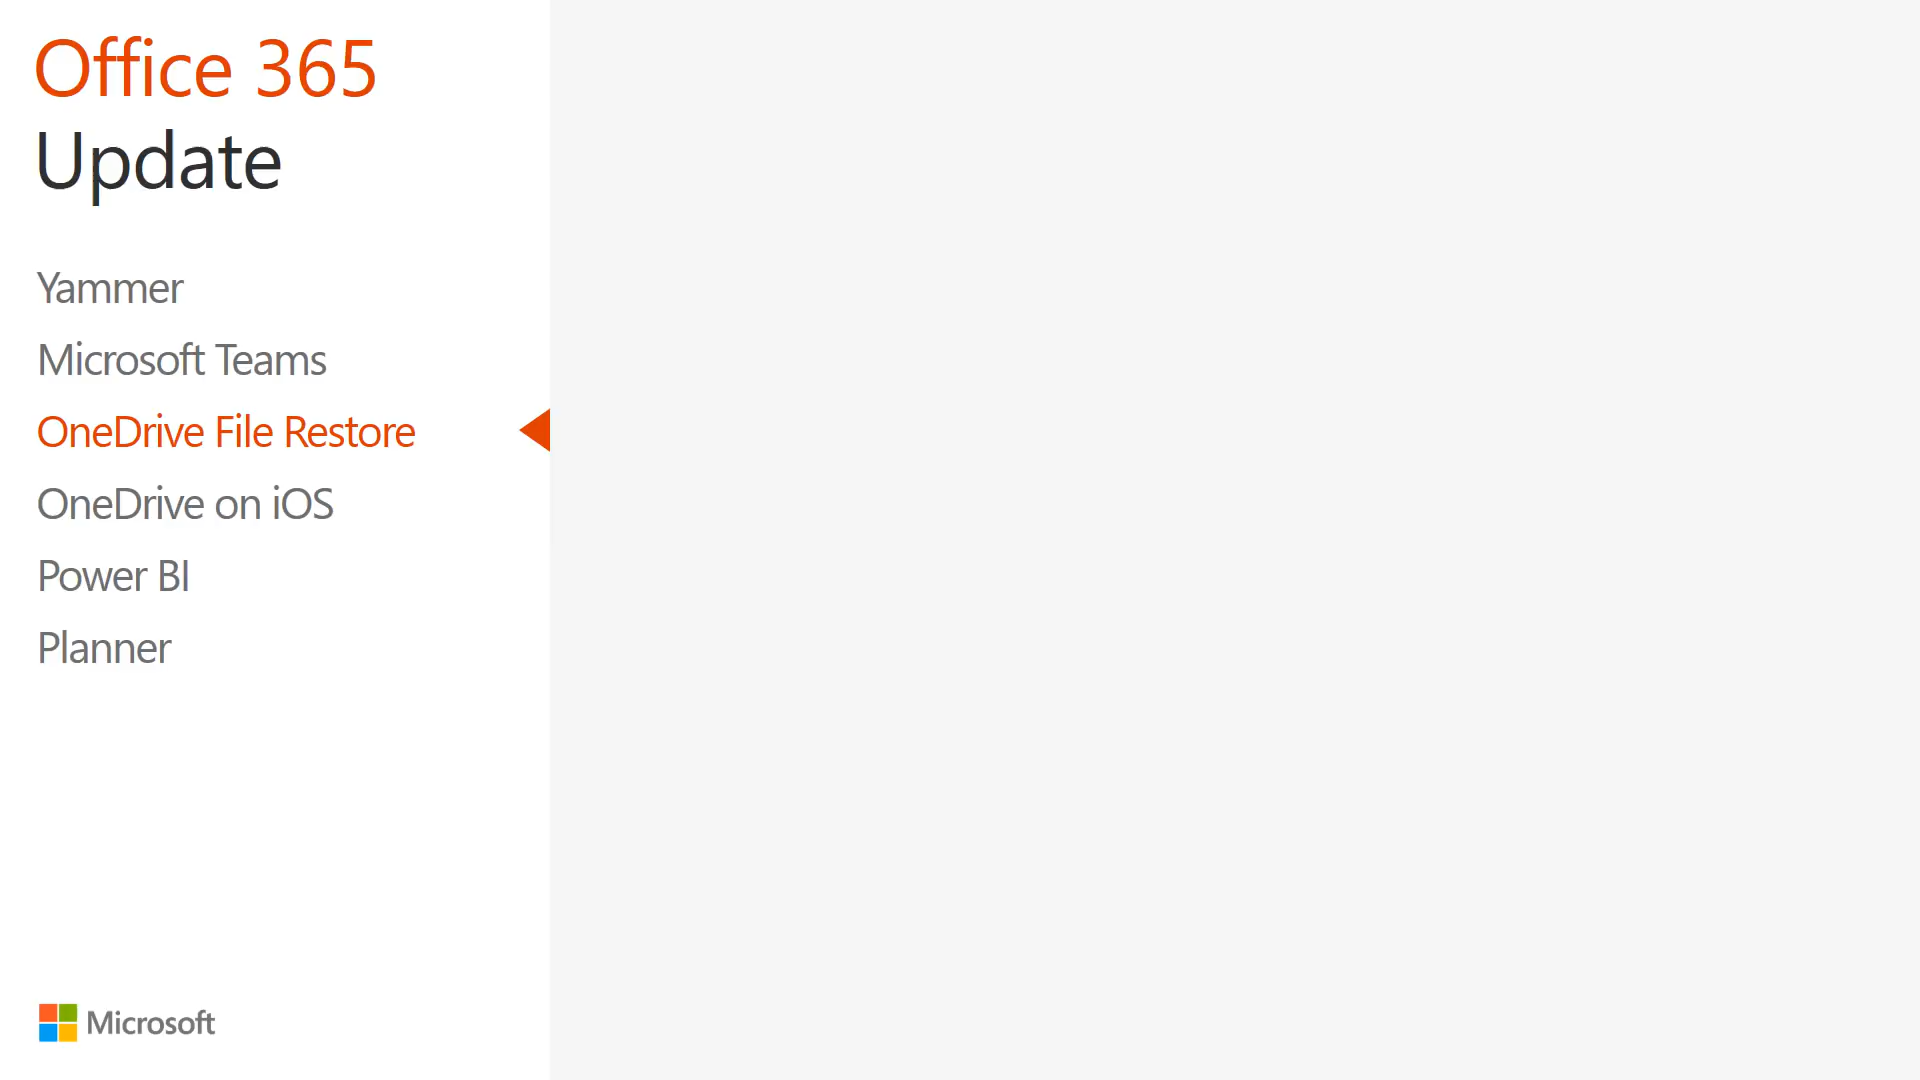 Office 365
Update
Yammer
Microsoft Teams
OneDrive File Restore
OneDrive on iOS
Power BI
Planner
Microsoft